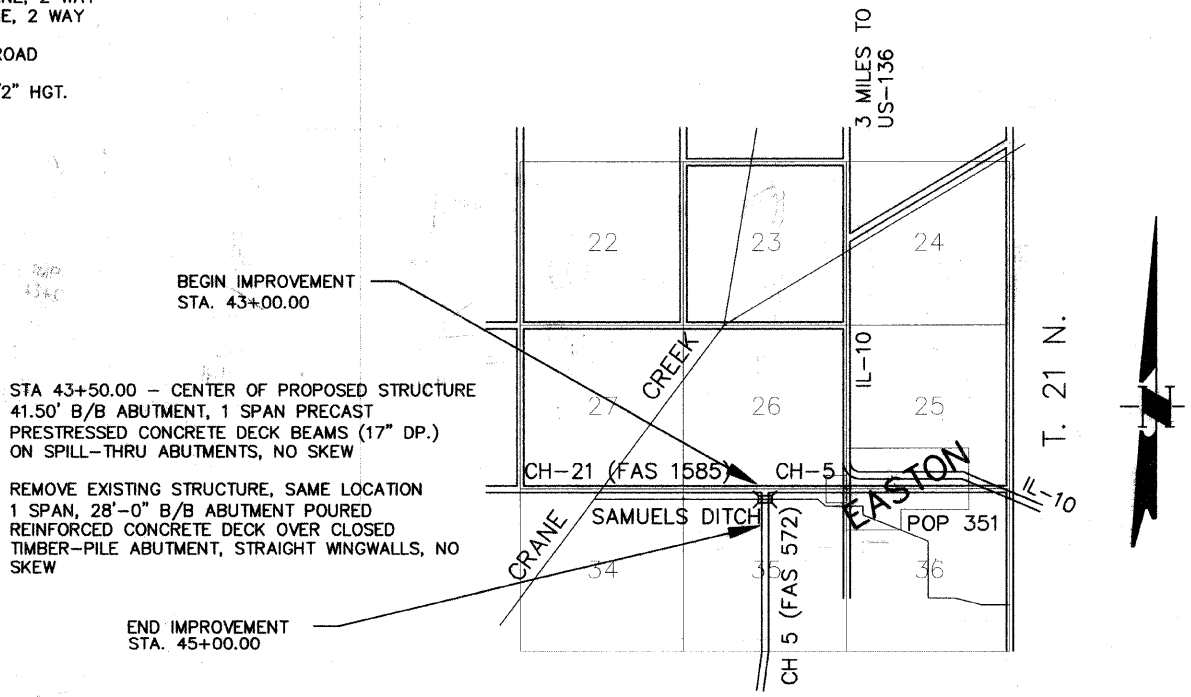 E, 2 WAY
ROAD
/2" HGT.
3 MILES TO
US-136
22
23
24
BEGIN IMPROVEMENT
STA. 43+00.00
T. 21 N.
IL-10
CREEK
27
26
25
STA 43+50.00 - CENTER OF PROPOSED STRUCTURE
41.50' B/B ABUTMENT, 1 SPAN PRECAST
PRESTRESSED CONCRETE DECK BEAMS (17" DP.)
ON SPILL-THRU ABUTMENTS, NO SKEW
N
CH-21 (FAS 1585)
CH-5
EASTON
IL-10
REMOVE EXISTING STRUCTURE, SAME LOCATION
1 SPAN, 28'-0" B/B ABUTMENT POURED
REINFORCED CONCRETE DECK OVER CLOSED
TIMBER-PILE ABUTMENT, STRAIGHT WINGWALLS, NO
SKEW
SAMUELS DITCH
POP 351
CRANE
34
35
36
CH 5 (FAS 572)
END IMPROVEMENT
STA. 45+00.00